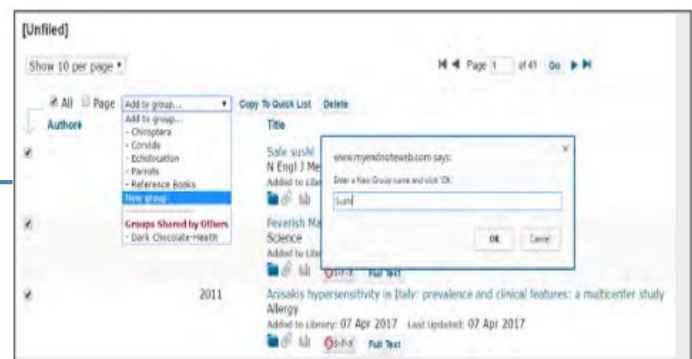 [Unfiled]
Show 10 per page
Page 1 of 41 Go
All Page Add to group... Copy To Quick List Delete
Author Title
Add to group...
- Chiroptera
- Corvids
- Echolocation
- Parrots
- Reference Books
New group
Groups Shared by Others
- Dark Chocolate-Health
Safe sushi
N Engl J Me
Added to Libr
www.myendnoteweb.com says:
Enter a New Group name and click 'OK'.
Sushi
OK Cancel
Feverish Ma
Science
Added to Libr
S-F-X Full Text
2011 Anisakis hypersensitivity in Italy: prevalence and clinical features: a multicenter study
Allergy
Added to Library: 07 Apr 2017 Last Updated: 07 Apr 2017
S-F-X Full Text